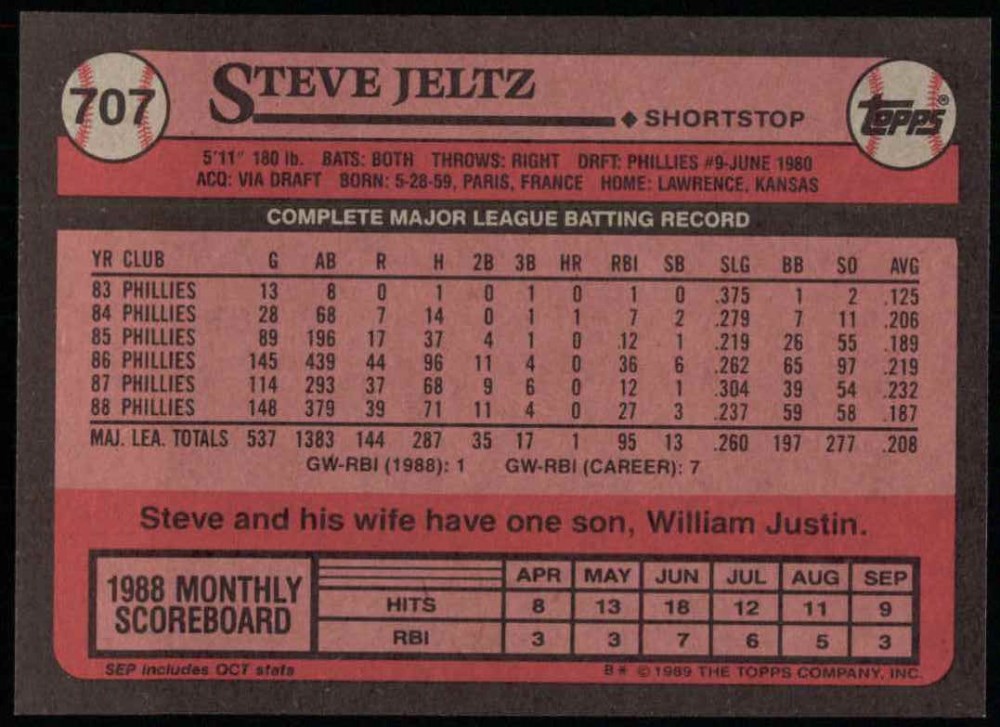 707
STEVE JELTZ
◆ SHORTSTOP
TOPPS®
5'11" 180 lb. BATS: BOTH THROWS: RIGHT DRFT: PHILLIES #9-JUNE 1980
ACQ: VIA DRAFT BORN: 5-28-59, PARIS, FRANCE HOME: LAWRENCE, KANSAS
COMPLETE MAJOR LEAGUE BATTING RECORD
YR CLUB G AB R H 2B 3B HR RBI SB SLG BB SO AVG
83 PHILLIES 13 8 0 1 0 1 0 1 0 .375 1 2 .125
84 PHILLIES 28 68 7 14 0 1 1 7 2 .279 7 11 .206
85 PHILLIES 89 196 17 37 4 1 0 12 1 .219 26 55 .189
86 PHILLIES 145 439 44 96 11 4 0 36 6 .262 65 97 .219
87 PHILLIES 114 293 37 68 9 6 0 12 1 .304 39 54 .232
88 PHILLIES 148 379 39 71 11 4 0 27 3 .237 59 58 .187
MAJ. LEA. TOTALS 537 1383 144 287 35 17 1 95 13 .260 197 277 .208
GW-RBI (1988): 1 GW-RBI (CAREER): 7
Steve and his wife have one son, William Justin.
1988 MONTHLY
SCOREBOARD
APR MAY JUN JUL AUG SEP
HITS 8 13 18 12 11 9
RBI 3 3 7 6 5 3
SEP includes OCT stats
B* © 1989 THE TOPPS COMPANY, INC.